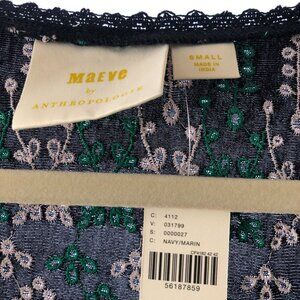 Maeve
by
ANTHROPOLOGIE
SMALL
MADE IN
INDIA
C: 4112
V: 031799
S: 0000027
C: NAVY/MARIN
56187859